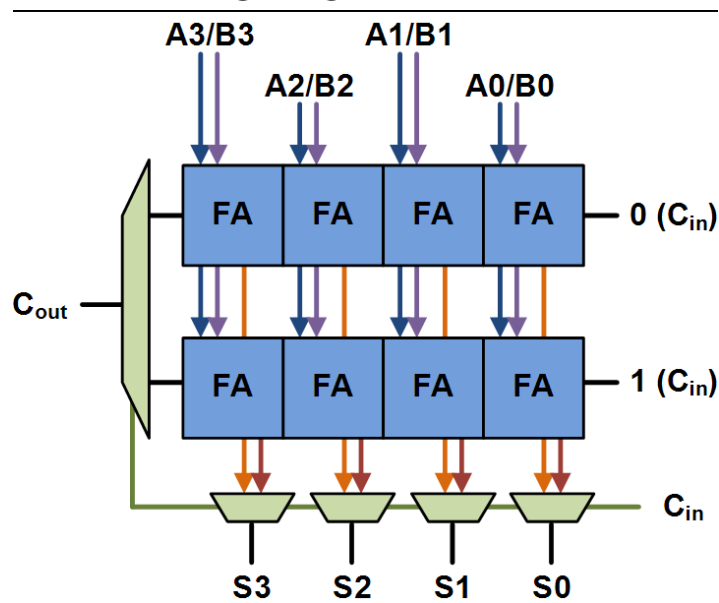 A3/B3 A1/B1
A2/B2 A0/B0
FA FA FA FA 0 (Cin)
Cout
FA FA FA FA 1 (Cin)
Cin
S3 S2 S1 S0